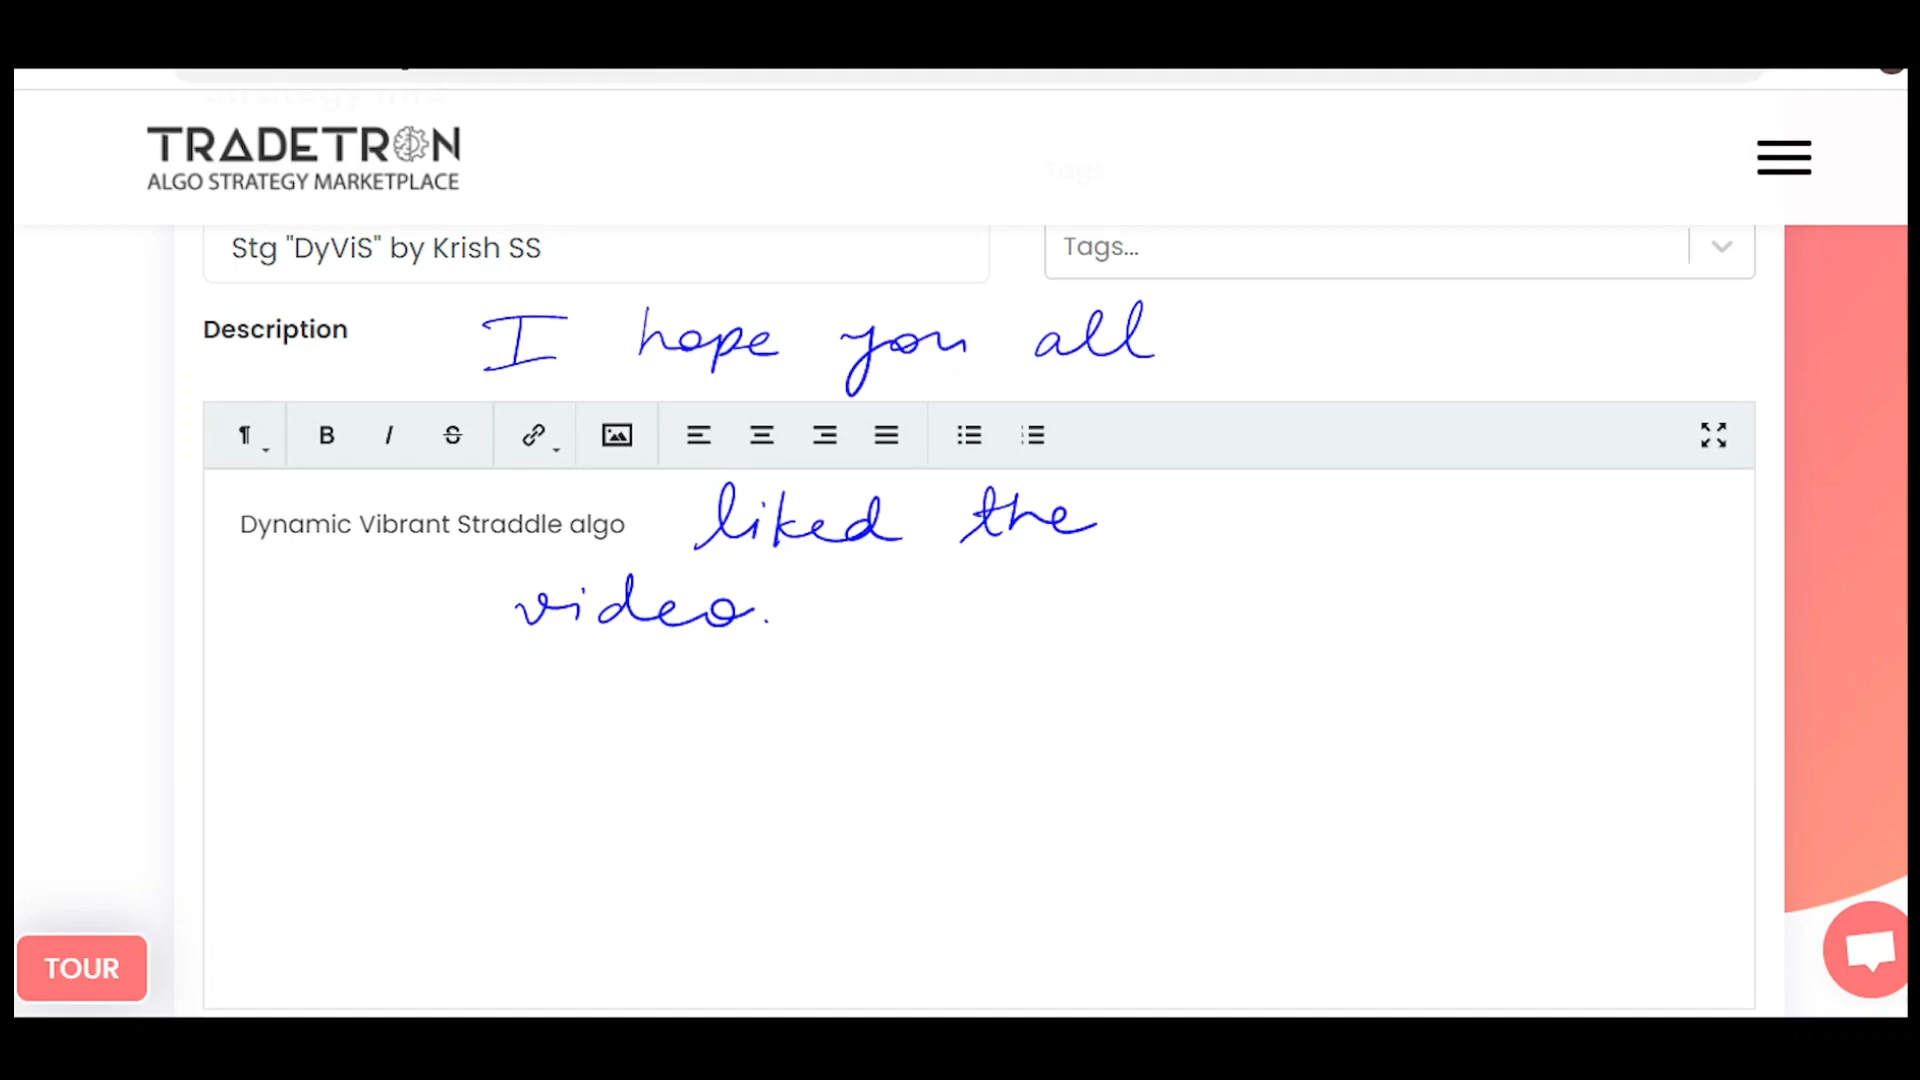 TRADETRON
ALGO STRATEGY MARKETPLACE
Tags
Stg "DyViS" by Krish SS
Tags...
Description
I hope you all
¶ B I S
Dynamic Vibrant Straddle algo
liked the
video.
TOUR